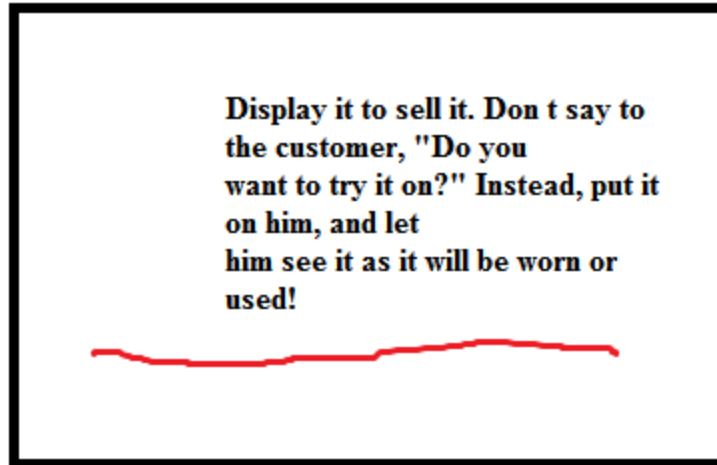 Display it to sell it. Don t say to
the customer, "Do you
want to try it on?" Instead, put it
on him, and let
him see it as it will be worn or
used!